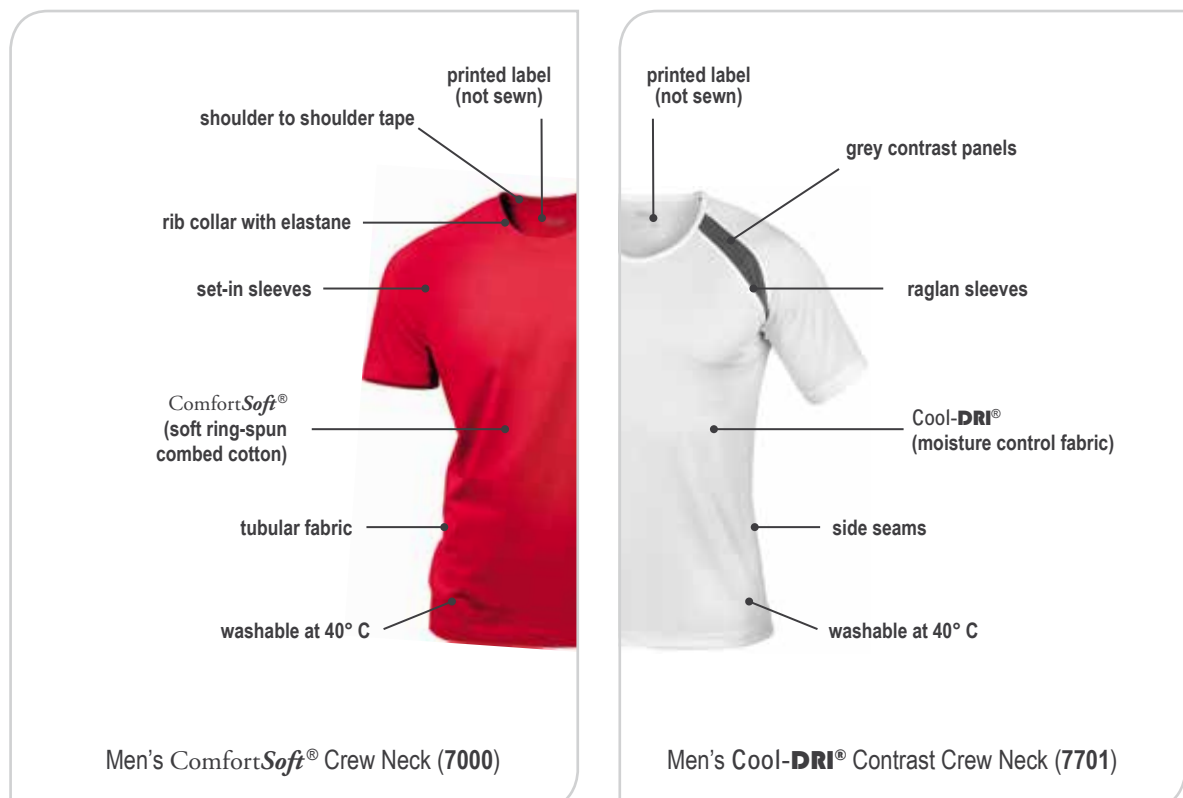 printed label
(not sewn)
shoulder to shoulder tape
rib collar with elastane
set-in sleeves
ComfortSoft®
(soft ring-spun
combed cotton)
tubular fabric
washable at 40° C
Men's ComfortSoft® Crew Neck (7000)
printed label
(not sewn)
grey contrast panels
raglan sleeves
Cool-DRI®
(moisture control fabric)
side seams
washable at 40° C
Men's Cool-DRI® Contrast Crew Neck (7701)